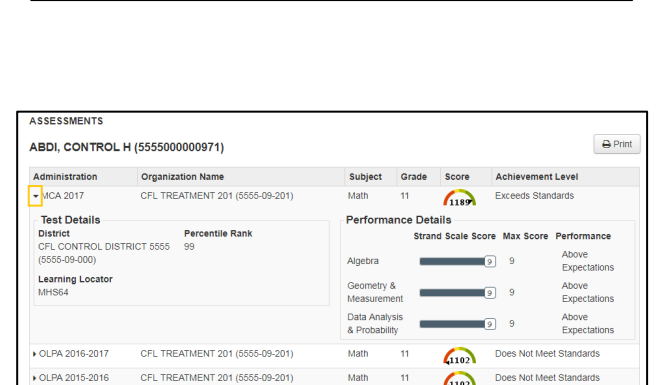 ASSESSMENTS
ABDI, CONTROL H (5555000000971)
Print
Administration Organization Name Subject Grade Score Achievement Level
MCA 2017 CFL TREATMENT 201 (5555-09-201) Math 11 1189 Exceeds Standards
Test Details
District Percentile Rank
CFL CONTROL DISTRICT 5555 99
(5555-09-000)
Learning Locator
MHS64
Performance Details
Strand Scale Score Max Score Performance
Algebra 9 9 Above
Expectations
Geometry & 9 9 Above
Measurement Expectations
Data Analysis 9 9 Above
& Probability Expectations
OLPA 2016-2017 CFL TREATMENT 201 (5555-09-201) Math 11 1102 Does Not Meet Standards
OLPA 2015-2016 CFL TREATMENT 201 (5555-09-201) Math 11 1102 Does Not Meet Standards